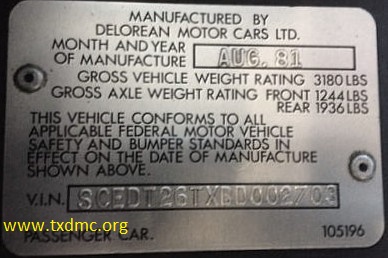 MANUFACTURED BY
DELOREAN MOTOR CARS LTD.
MONTH AND YEAR
OF MANUFACTURE AUG. 81
GROSS VEHICLE WEIGHT RATING 3180 LBS
GROSS AXLE WEIGHT RATING FRONT 1244 LBS
REAR 1936 LBS
THIS VEHICLE CONFORMS TO ALL
APPLICABLE FEDERAL MOTOR VEHICLE
SAFETY AND BUMPER STANDARDS IN
EFFECT ON THE DATE OF MANUFACTURE
SHOWN ABOVE.
V.I.N. SCEDT26TXBD002703
www.txdmc.org
PASSENGER CAR 105196